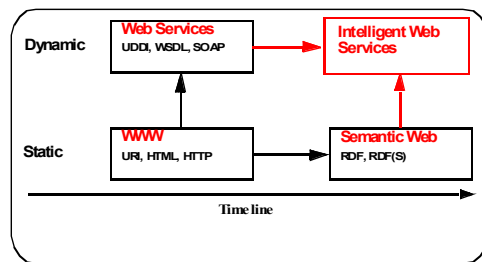 Dynamic
Web Services
UDDI, WSDL, SOAP
Intelligent Web
Services
Static
WWW
URI, HTML, HTTP
Semantic Web
RDF, RDF(S)
Time line